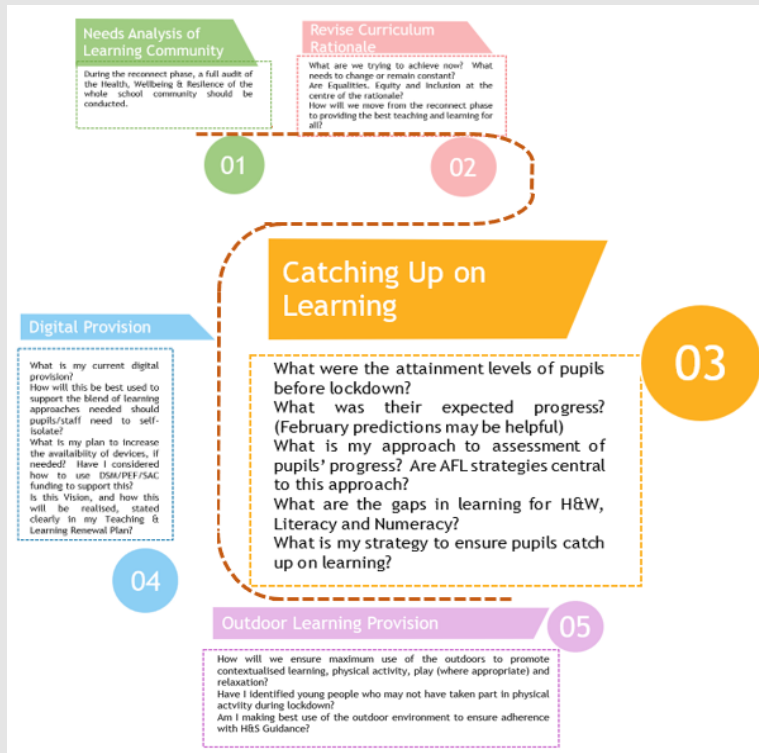 Needs Analysis of
Learning Community
During the reconnect phase, a full audit of
the Health, Wellbeing & Resilence of the
whole school community should be
conducted.
01
Revise Curriculum
Rationale
What are we trying to achieve now? What
needs to change or remain constant?
Are Equalities. Equity and Inclusion at the
centre of the rationale?
How will we move from the reconnect phase
to providing the best teaching and learning for
all?
02
Catching Up on
Learning
03
What were the attainment levels of pupils
before lockdown?
What was their expected progress?
(February predictions may be helpful)
What is my approach to assessment of
pupils' progress? Are AFL strategies central
to this approach?
What are the gaps in learning for H&W,
Literacy and Numeracy?
What is my strategy to ensure pupils catch
up on learning?
Digital Provision
What is my current digital
provision?
How will this be best used to
support the blend of learning
approaches needed should
pupils/staff need to self-
isolate?
What is my plan to increase
the availability of devices, if
needed? Have I considered
how to use DSM/PEF/SAC
funding to support this?
Is this Vision, and how this
will be realised, stated
clearly in my Teaching &
Learning Renewal Plan?
04
Outdoor Learning Provision
05
How will we ensure maximum use of the outdoors to promote
contextualised learning, physical activity, play (where appropriate) and
relaxation?
Have I identified young people who may not have taken part in physical
actviity during lockdown?
Am I making best use of the outdoor environment to ensure adherence
with H&S Guidance?